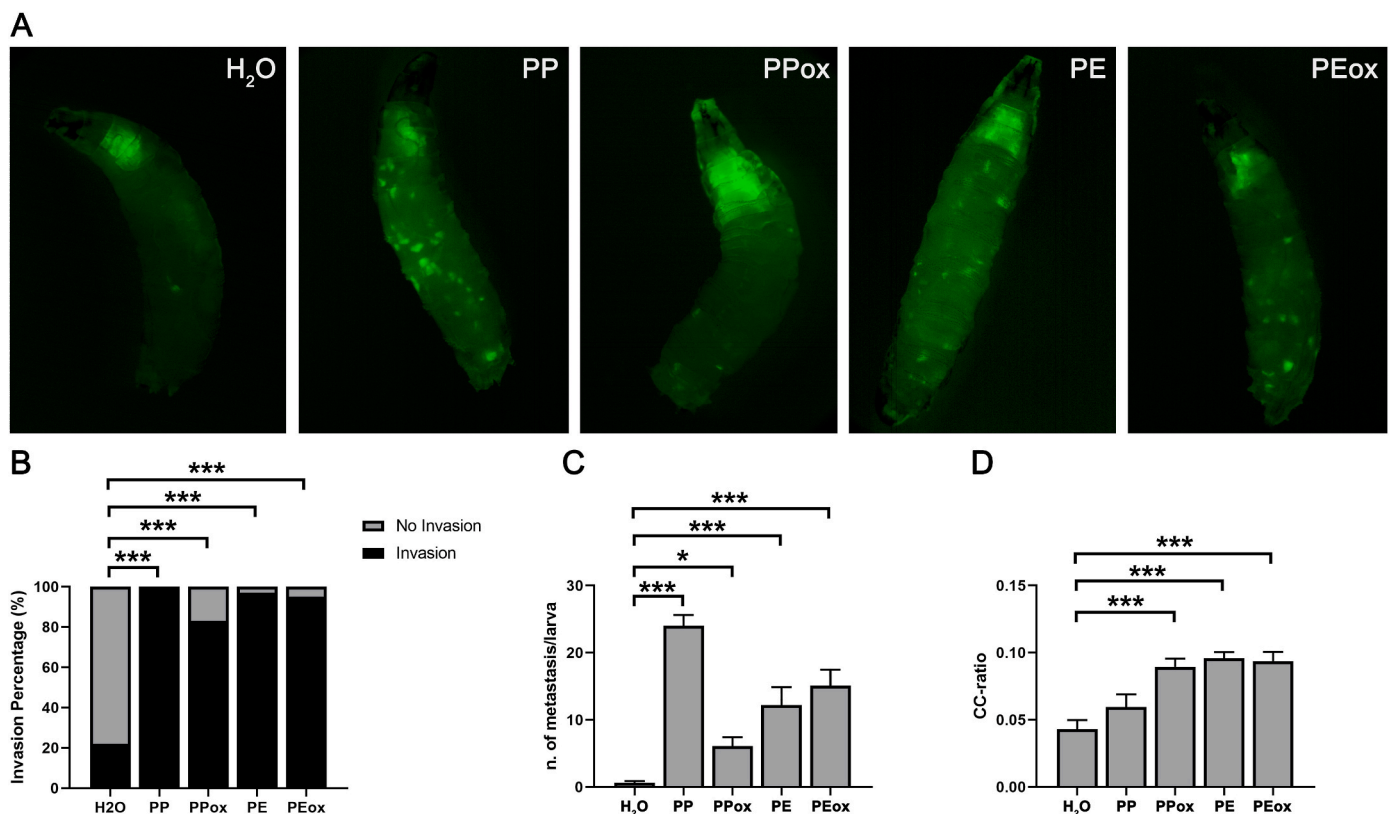 A
H₂O
PP
PPox
PE
PEox
B
***
***
***
***
No Invasion
Invasion
Invasion Percentage (%)
100
80
60
40
20
0
H2O PP PPox PE PEox
C
***
***
*
***
n. of metastasis/larva
30
20
10
0
H₂O PP PPox PE PEox
D
***
***
***
CC-ratio
0.15
0.10
0.05
0.00
H₂O PP PPox PE PEox